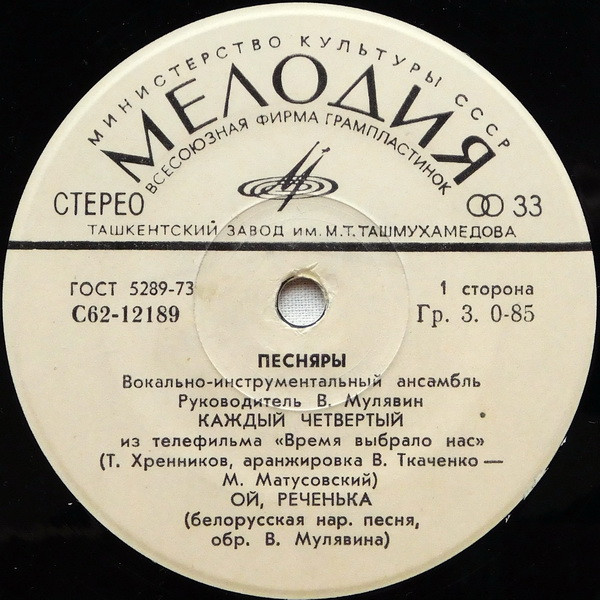 МИНИСТЕРСТВО КУЛЬТУРЫ СССР
МЕЛОДИЯ
ВСЕСОЮЗНАЯ ФИРМА ГРАМПЛАСТИНОК
СТЕРЕО
33
ТАШКЕНТСКИЙ ЗАВОД им. М.Т. ТАШМУХАМЕДОВА
ГОСТ 5289-73
1 сторона
С62-12189
Гр. 3. 0-85
ПЕСНЯРЫ
Вокально-инструментальный ансамбль
Руководитель В. Мулявин
КАЖДЫЙ ЧЕТВЕРТЫЙ
из телефильма «Время выбрало нас»
(Т. Хренников, аранжировка В. Ткаченко —
М. Матусовский)
ОЙ, РЕЧЕНЬКА
(белорусская нар. песня,
обр. В. Мулявина)